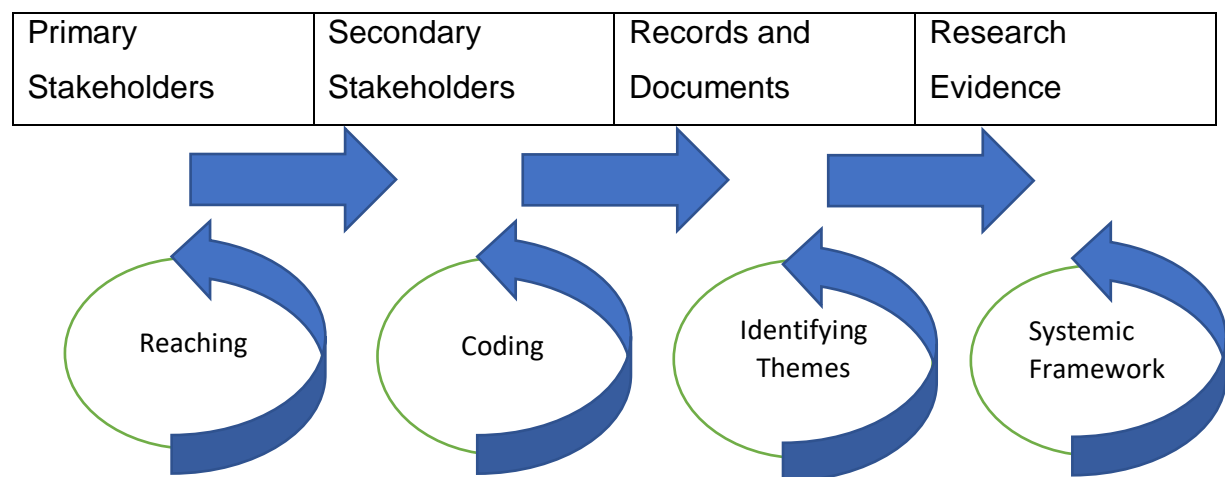 Primary
Stakeholders
Secondary
Stakeholders
Records and
Documents
Research
Evidence
Reaching
Coding
Identifying
Themes
Systemic
Framework